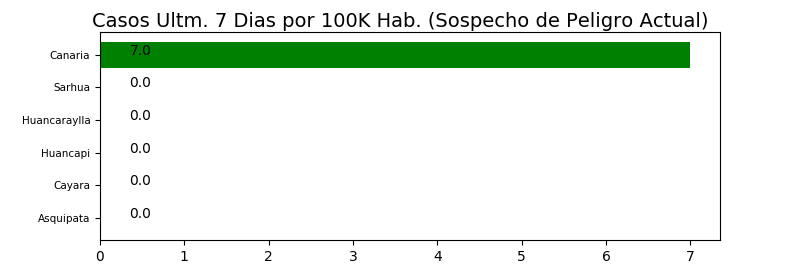 Casos Ultm. 7 Dias por 100K Hab. (Sospecho de Peligro Actual)
Canaria 7.0
Sarhua 0.0
Huancaraylla 0.0
Huancapi 0.0
Cayara 0.0
Asquipata 0.0
0 1 2 3 4 5 6 7